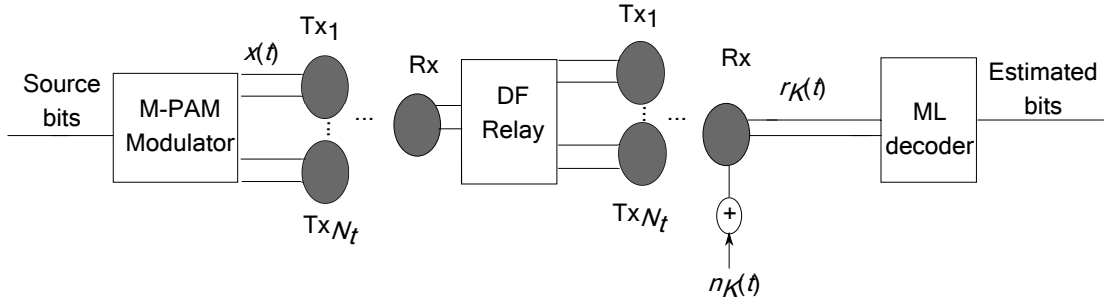 Source
bits
M-PAM
Modulator
x(t)
Tx1
TxNt
...
Rx
DF
Relay
Tx1
TxNt
...
Rx
+
nK(t)
rK(t)
ML
decoder
Estimated
bits